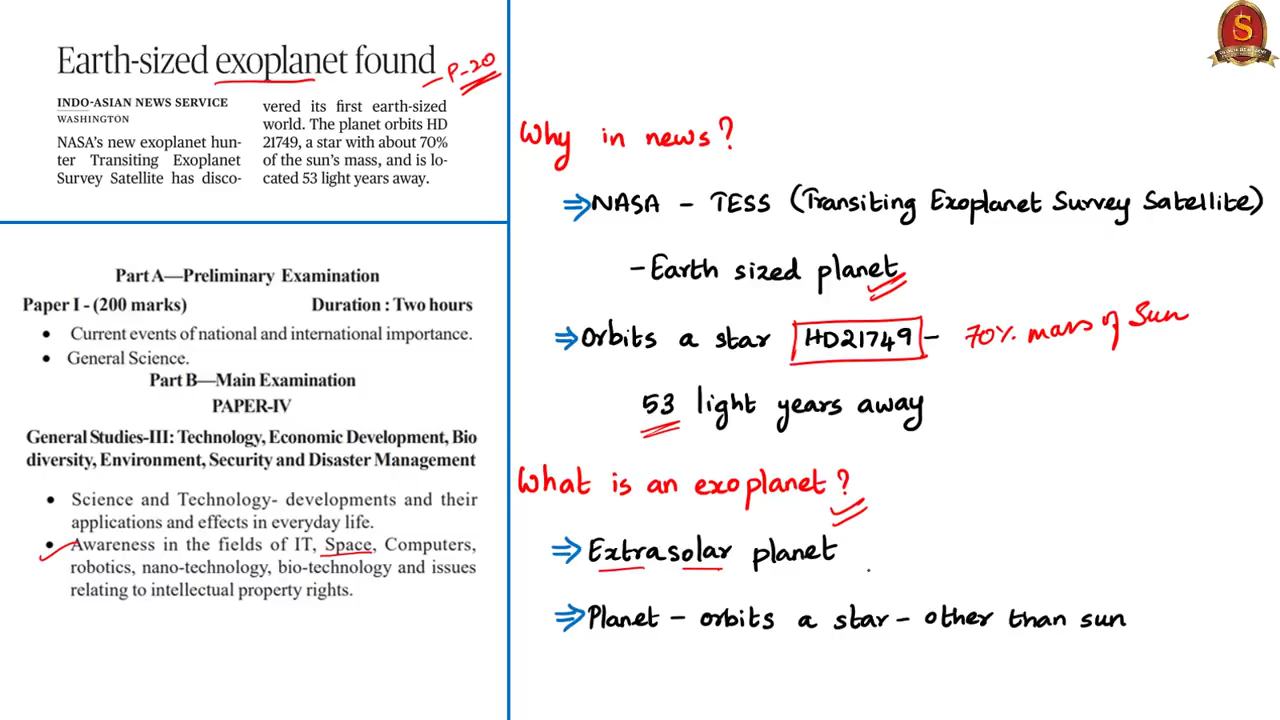 Earth-sized exoplanet found
P-20
INDO-ASIAN NEWS SERVICE
WASHINGTON
NASA's new exoplanet hun-
ter Transiting Exoplanet
Survey Satellite has disco-
vered its first earth-sized
world. The planet orbits HD
21749, a star with about 70%
of the sun's mass, and is lo-
cated 53 light years away.
Part A—Preliminary Examination
Paper I - (200 marks) Duration : Two hours
• Current events of national and international importance.
• General Science.
Part B—Main Examination
PAPER-IV
General Studies-III: Technology, Economic Development, Bio
diversity, Environment, Security and Disaster Management
• Science and Technology- developments and their
applications and effects in everyday life.
• Awareness in the fields of IT, Space, Computers,
robotics, nano-technology, bio-technology and issues
relating to intellectual property rights.
S
Why in news?
⇒ NASA - TESS (Transiting Exoplanet Survey Satellite)
- Earth sized planet
⇒ Orbits a star HD21749 - 70% mass of Sun
53 light years away
What is an exoplanet?
⇒ Extrasolar planet
⇒ Planet - orbits a star - other than sun